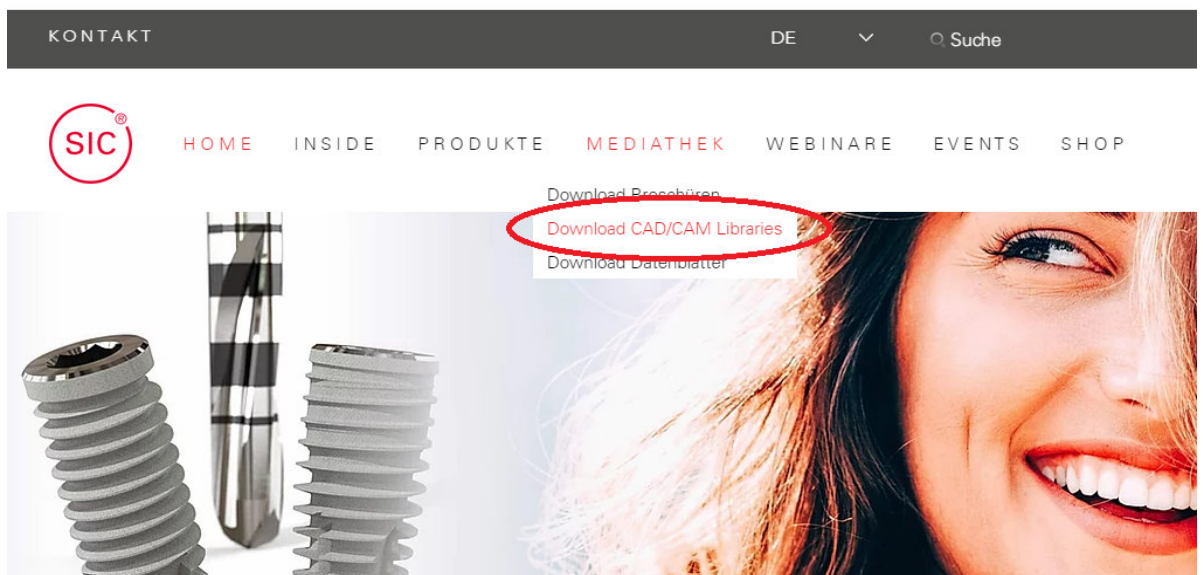 KONTAKT DE Suche
SIC® HOME INSIDE PRODUKTE MEDIATHEK WEBINARE EVENTS SHOP
Download Broschüren
Download CAD/CAM Libraries
Download Datenblätter